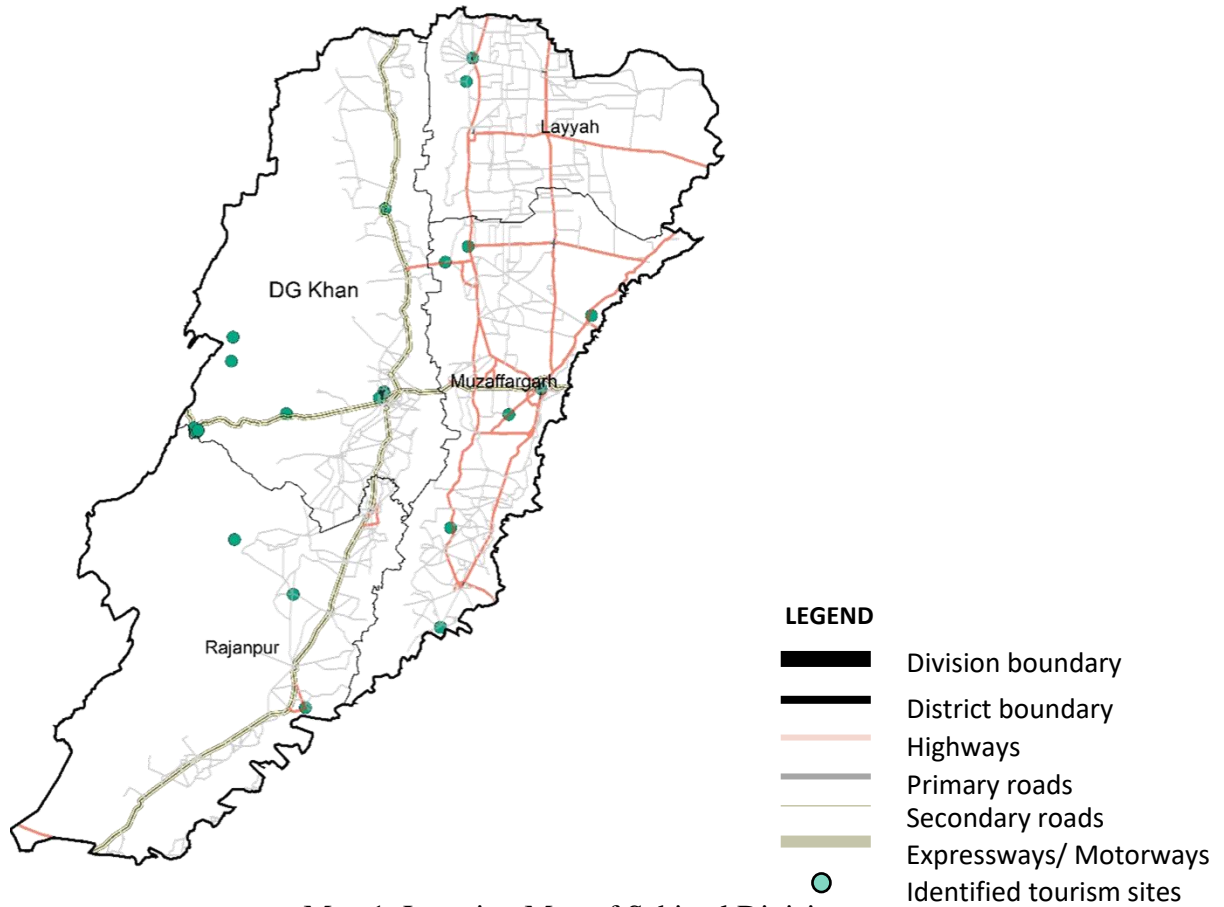 Layyah
DG Khan
Muzaffargarh
Rajanpur
LEGEND
Division boundary
District boundary
Highways
Primary roads
Secondary roads
Expressways/ Motorways
Identified tourism sites